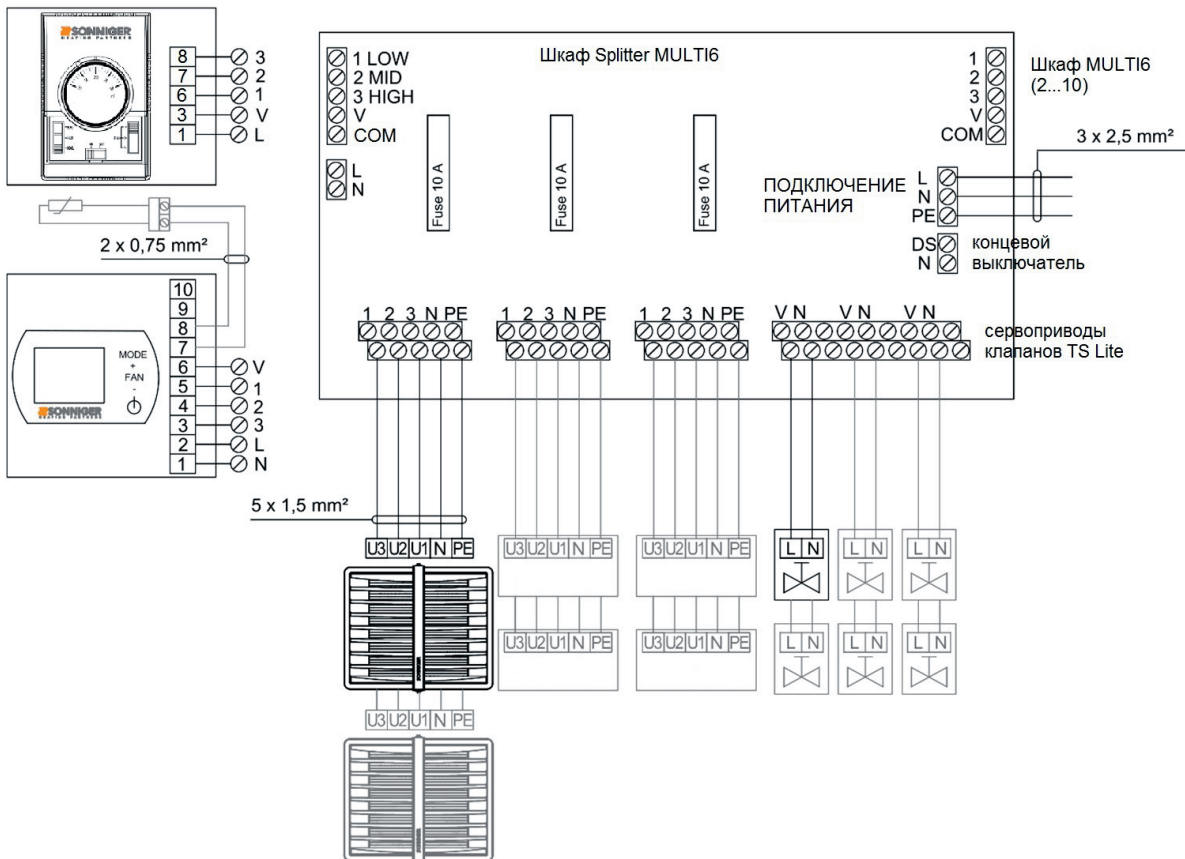 SONNIGER
HEATING PARTNERS
8 3
7 2
6 1
3 V
1 L
2 x 0,75 mm²
10
9
8
7
6 V
5 1
4 2
3 3
2 L
1 N
MODE
+
FAN
-
SONNIGER
HEATING PARTNERS
Шкаф Splitter MULTI6
1 LOW
2 MID
3 HIGH
V
COM
L
N
Fuse 10 A
Fuse 10 A
Fuse 10 A
1
2
3
V
COM
Шкаф MULTI6
(2...10)
3 x 2,5 mm²
ПОДКЛЮЧЕНИЕ
ПИТАНИЯ
L
N
PE
DS
N
концевой
выключатель
1 2 3 N PE
1 2 3 N PE
1 2 3 N PE
V N V N V N
сервоприводы
клапанов TS Lite
5 x 1,5 mm²
U3 U2 U1 N PE
U3 U2 U1 N PE
U3 U2 U1 N PE
L N L N L N
U3 U2 U1 N PE
U3 U2 U1 N PE
L N L N L N
U3 U2 U1 N PE